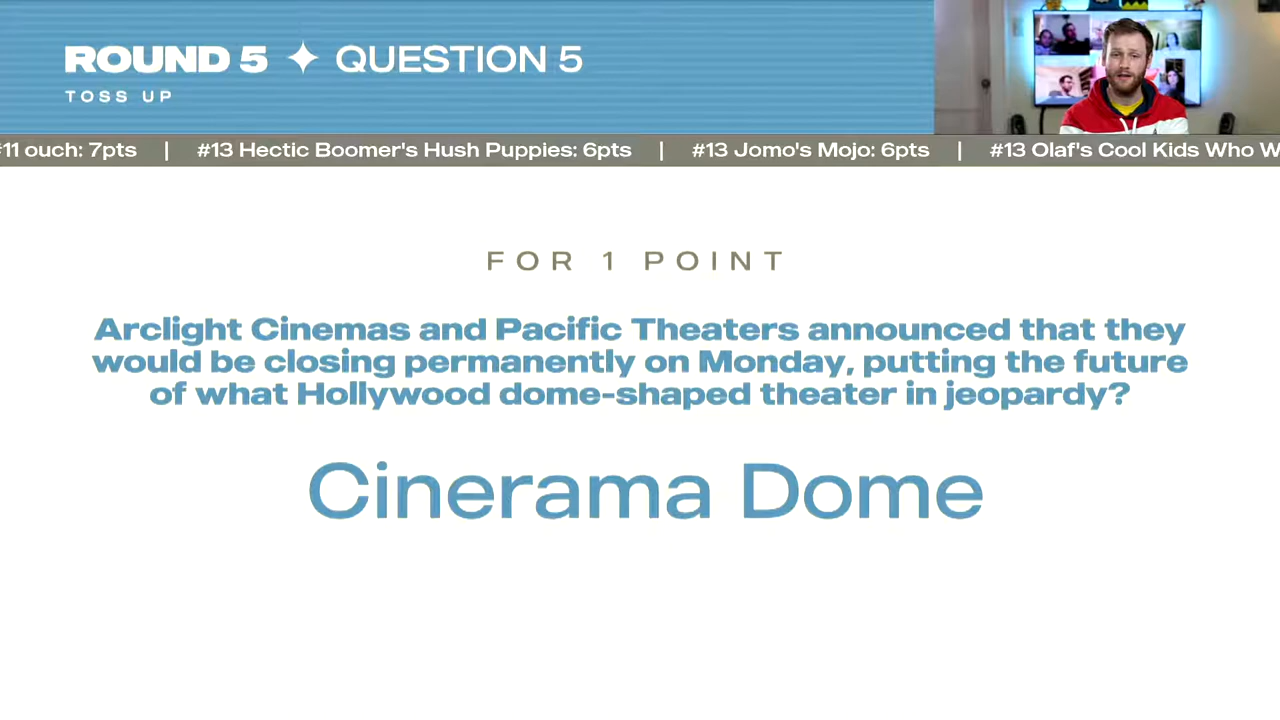 ROUND 5 ✦ QUESTION 5
TOSS UP
#11 ouch: 7pts | #13 Hectic Boomer's Hush Puppies: 6pts | #13 Jomo's Mojo: 6pts | #13 Olaf's Cool Kids Who W
FOR 1 POINT
Arclight Cinemas and Pacific Theaters announced that they
would be closing permanently on Monday, putting the future
of what Hollywood dome-shaped theater in jeopardy?
Cinerama Dome